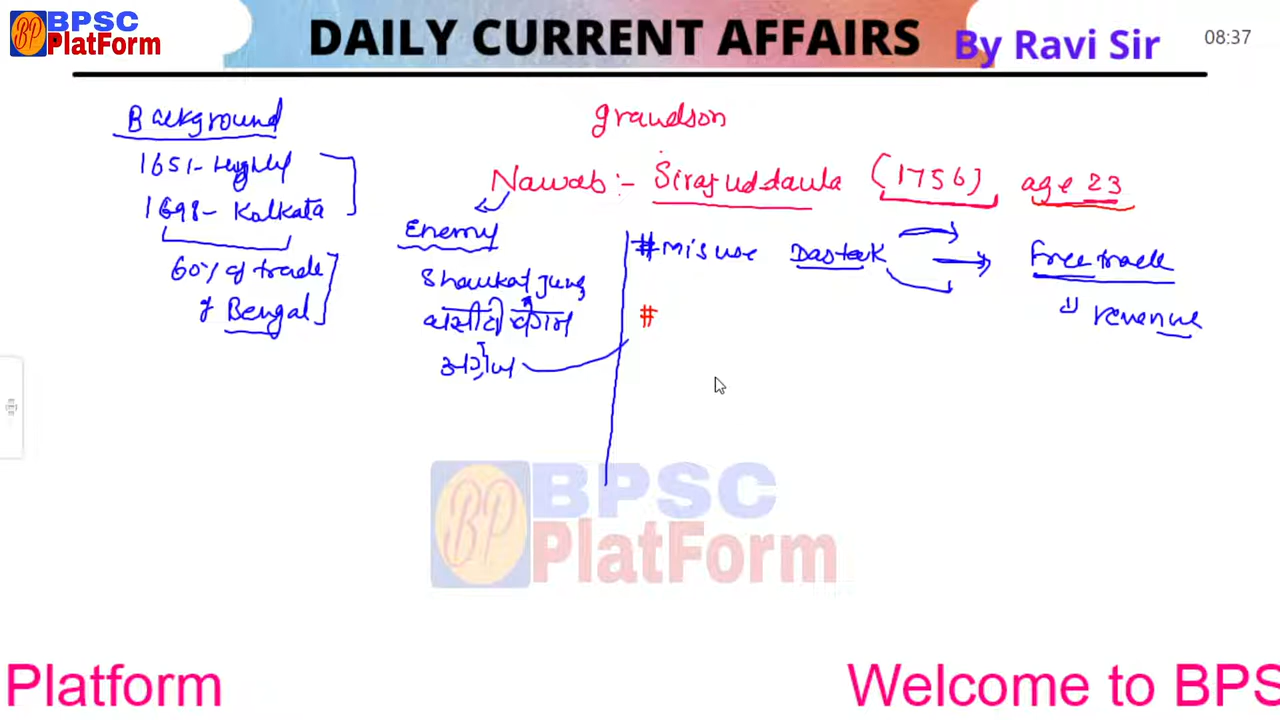 BPSC
PlatForm
DAILY CURRENT AFFAIRS
By Ravi Sir
08:37
Background
1651- Hughly
1698- Kolkata
60% of trade
of Bengal
grandson
Nawab:- Sirajuddaula (1756) age 23
Enemy
Shaukat Jung
घसीटी बेगम
अंग्रेज
# misuse Dastak
Free trade
revenue
#
BPSC
PlatForm
Platform
Welcome to BPS